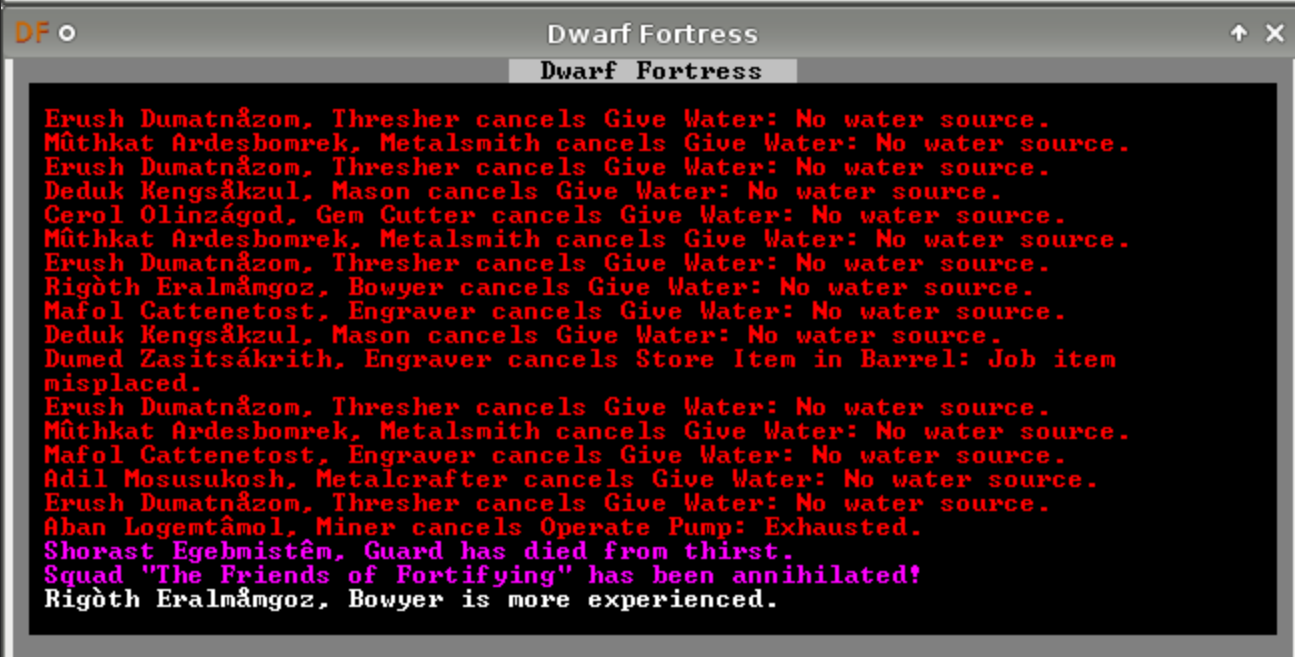 DF
Dwarf Fortress
Dwarf Fortress
Erush Dumatnåzom, Thresher cancels Give Water: No water source.
Mûthkat Ardesbomrek, Metalsmith cancels Give Water: No water source.
Erush Dumatnåzom, Thresher cancels Give Water: No water source.
Deduk Kengsåkzul, Mason cancels Give Water: No water source.
Cerol Olinzágod, Gem Cutter cancels Give Water: No water source.
Mûthkat Ardesbomrek, Metalsmith cancels Give Water: No water source.
Erush Dumatnåzom, Thresher cancels Give Water: No water source.
Rigòth Eralmåmgoz, Bowyer cancels Give Water: No water source.
Mafol Cattenetost, Engraver cancels Give Water: No water source.
Deduk Kengsåkzul, Mason cancels Give Water: No water source.
Dumed Zasitsákrith, Engraver cancels Store Item in Barrel: Job item
misplaced.
Erush Dumatnåzom, Thresher cancels Give Water: No water source.
Mûthkat Ardesbomrek, Metalsmith cancels Give Water: No water source.
Mafol Cattenetost, Engraver cancels Give Water: No water source.
Adil Mosusukosh, Metalcrafter cancels Give Water: No water source.
Erush Dumatnåzom, Thresher cancels Give Water: No water source.
Aban Logemtâmol, Miner cancels Operate Pump: Exhausted.
Shorast Egebmistêm, Guard has died from thirst.
Squad "The Friends of Fortifying" has been annihilated!
Rigòth Eralmåmgoz, Bowyer is more experienced.